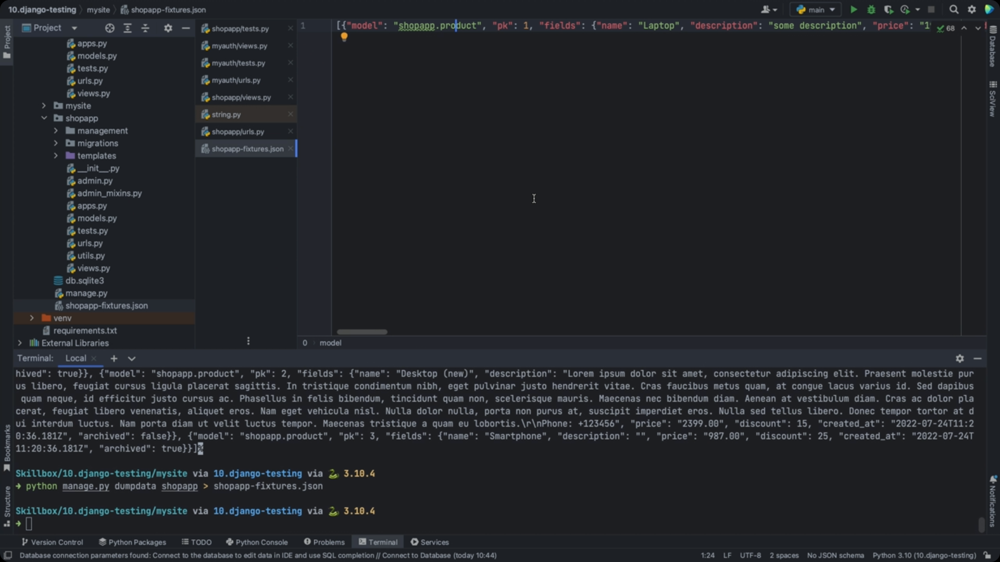 10.django-testing mysite shopapp-fixtures.json
main
Project
Project
apps.py
models.py
tests.py
urls.py
views.py
mysite
shopapp
management
migrations
templates
__init__.py
admin.py
admin_mixins.py
apps.py
models.py
tests.py
urls.py
utils.py
views.py
db.sqlite3
manage.py
shopapp-fixtures.json
venv
requirements.txt
External Libraries
shopapp/tests.py
myauth/views.py
myauth/tests.py
myauth/urls.py
shopapp/views.py
string.py
shopapp/urls.py
shopapp-fixtures.json
1 [{"model": "shopapp.product", "pk": 1, "fields": {"name": "Laptop", "description": "some description", "price": "1
68
0 model
Database
SciView
Notifications
Bookmarks
Structure
Terminal: Local
hived": true}}, {"model": "shopapp.product", "pk": 2, "fields": {"name": "Desktop (new)", "description": "Lorem ipsum dolor sit amet, consectetur adipiscing elit. Praesent molestie pur
us libero, feugiat cursus ligula placerat sagittis. In tristique condimentum nibh, eget pulvinar justo hendrerit vitae. Cras faucibus metus quam, at congue lacus varius id. Sed dapibus
quam neque, id efficitur justo cursus ac. Phasellus in felis bibendum, tincidunt quam non, scelerisque mauris. Maecenas nec bibendum diam. Aenean at vestibulum diam. Cras ac dolor pla
cerat, feugiat libero venenatis, aliquet eros. Nam eget vehicula nisl. Nulla dolor nulla, porta non purus at, suscipit imperdiet eros. Nulla sed tellus libero. Donec tempor tortor at d
ui interdum luctus. Nam porta diam ut velit luctus tempor. Maecenas tristique a quam eu lobortis.\r\nPhone: +123456", "price": "2399.00", "discount": 15, "created_at": "2022-07-24T11:2
0:36.181Z", "archived": false}}, {"model": "shopapp.product", "pk": 3, "fields": {"name": "Smartphone", "description": "", "price": "987.00", "discount": 25, "created_at": "2022-07-24T
11:20:36.181Z", "archived": true}}]%
Skillbox/10.django-testing/mysite via 10.django-testing via 3.10.4
➜ python manage.py dumpdata shopapp > shopapp-fixtures.json
Skillbox/10.django-testing/mysite via 10.django-testing via 3.10.4
➜
Version Control Python Packages TODO Python Console Problems Terminal Services
Database connection parameters found: Connect to the database to edit data in IDE and use SQL completion // Connect to Database (today 10:44) 1:24 LF UTF-8 2 spaces No JSON schema Python 3.10 (10.django-testing)